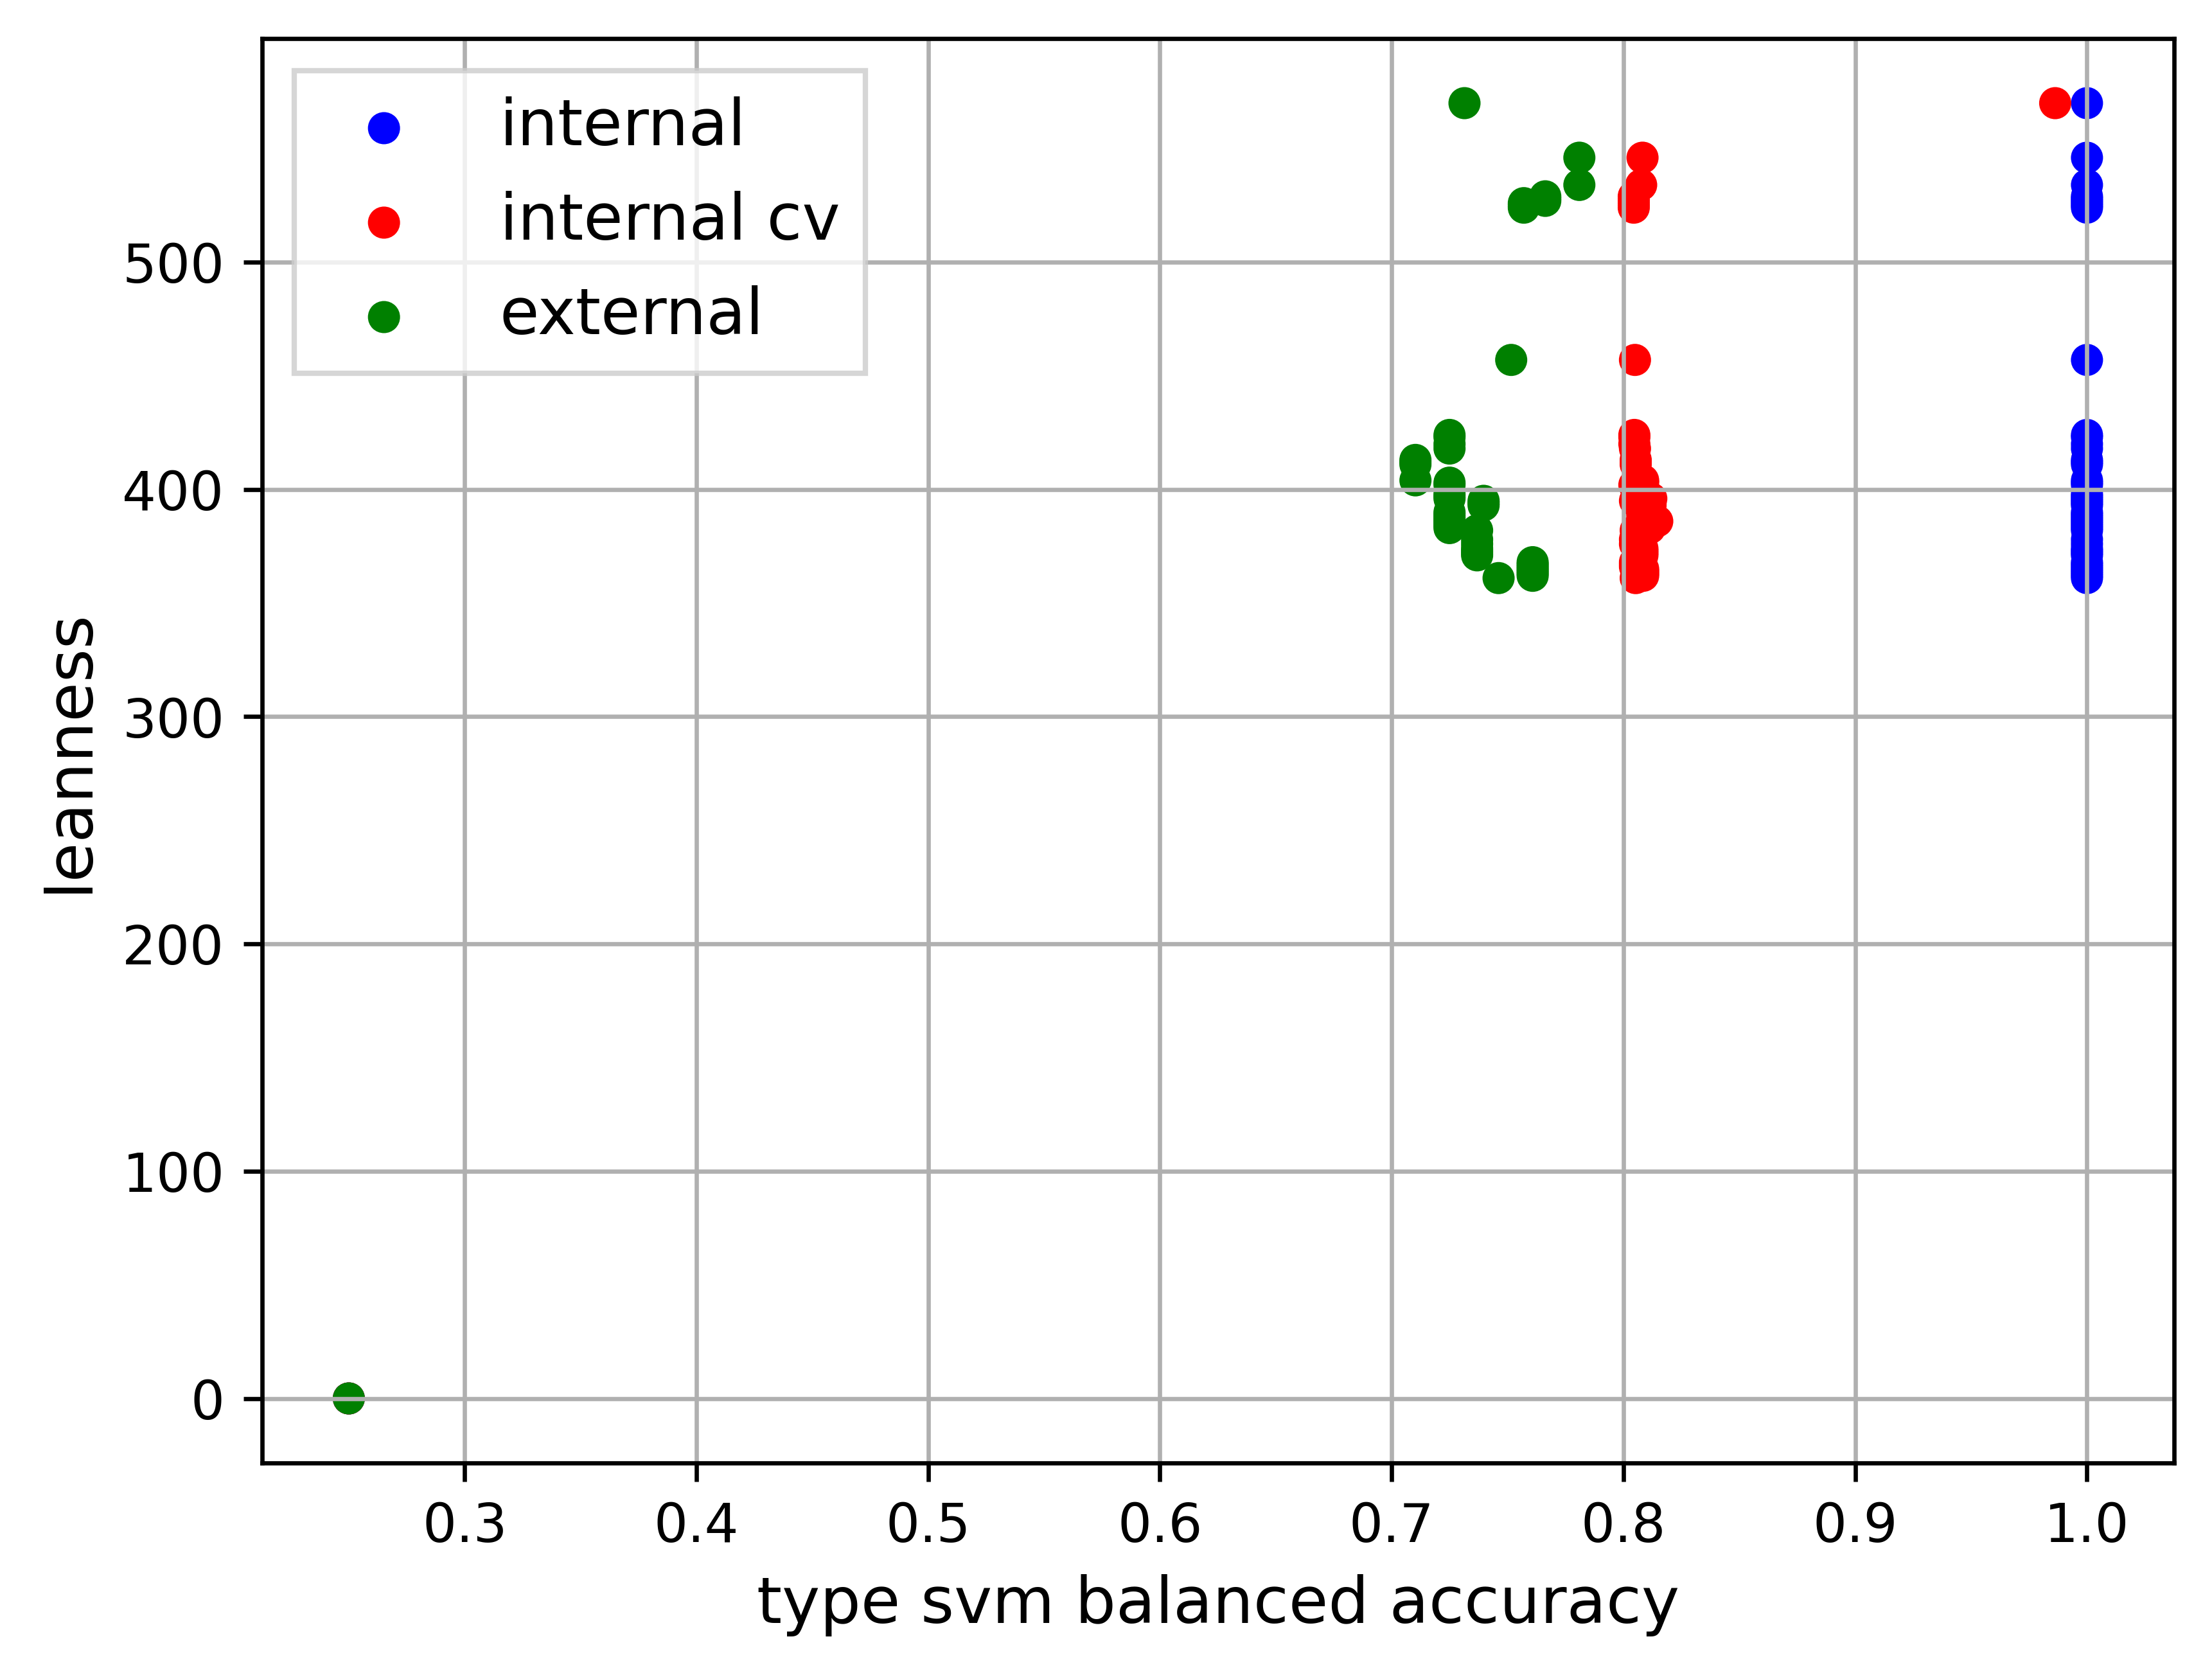 internal
internal cv
external
500
400
300
200
100
0
leanness
0.3 0.4 0.5 0.6 0.7 0.8 0.9 1.0
type svm balanced accuracy